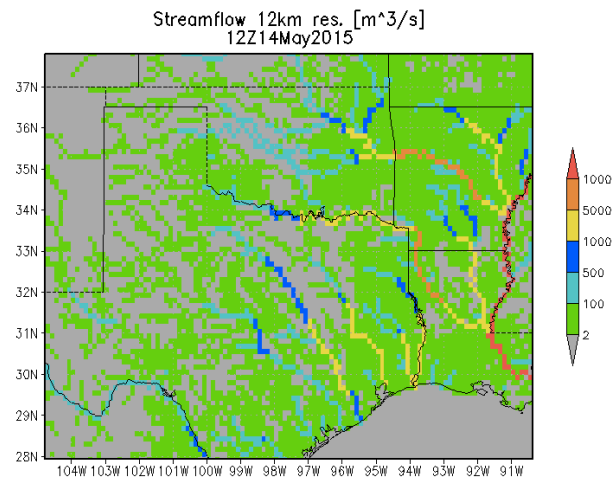 Streamflow 12km res. [m^3/s]
12Z14May2015
37N
36N
35N
34N
33N
32N
31N
30N
29N
28N
104W 103W 102W 101W 100W 99W 98W 97W 96W 95W 94W 93W 92W 91W
1000
5000
1000
500
100
2